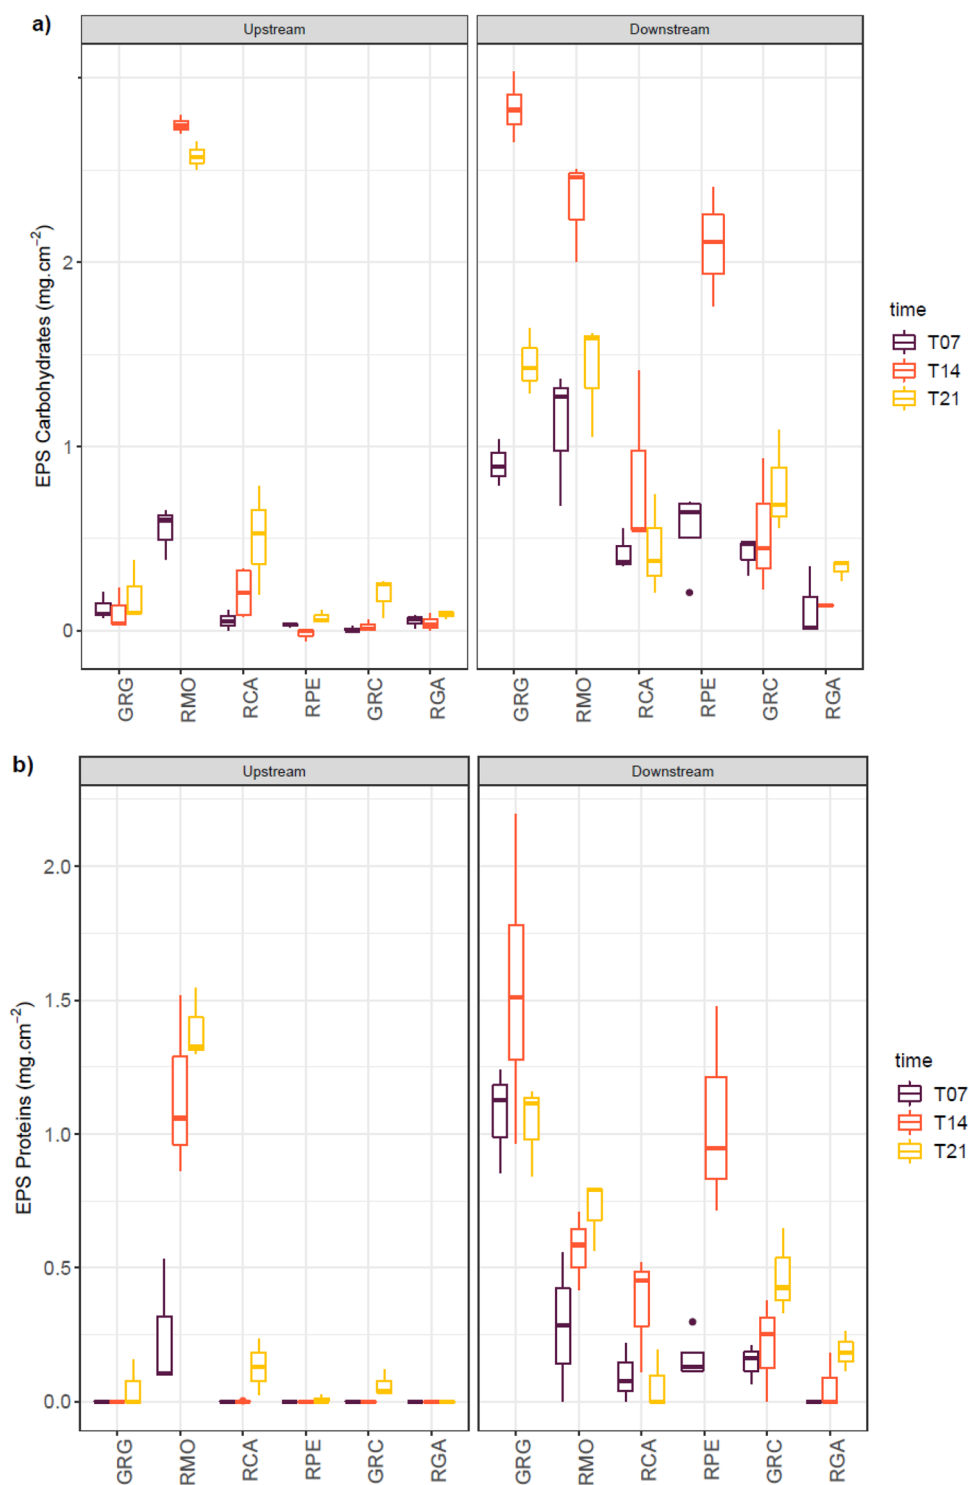 a)
Upstream
Downstream
EPS Carbohydrates (mg.cm⁻²)
2
1
0
GRG
RMO
RCA
RPE
GRC
RGA
GRG
RMO
RCA
RPE
GRC
RGA
time
T07
T14
T21
b)
Upstream
Downstream
EPS Proteins (mg.cm⁻²)
2.0
1.5
1.0
0.5
0.0
GRG
RMO
RCA
RPE
GRC
RGA
GRG
RMO
RCA
RPE
GRC
RGA
time
T07
T14
T21